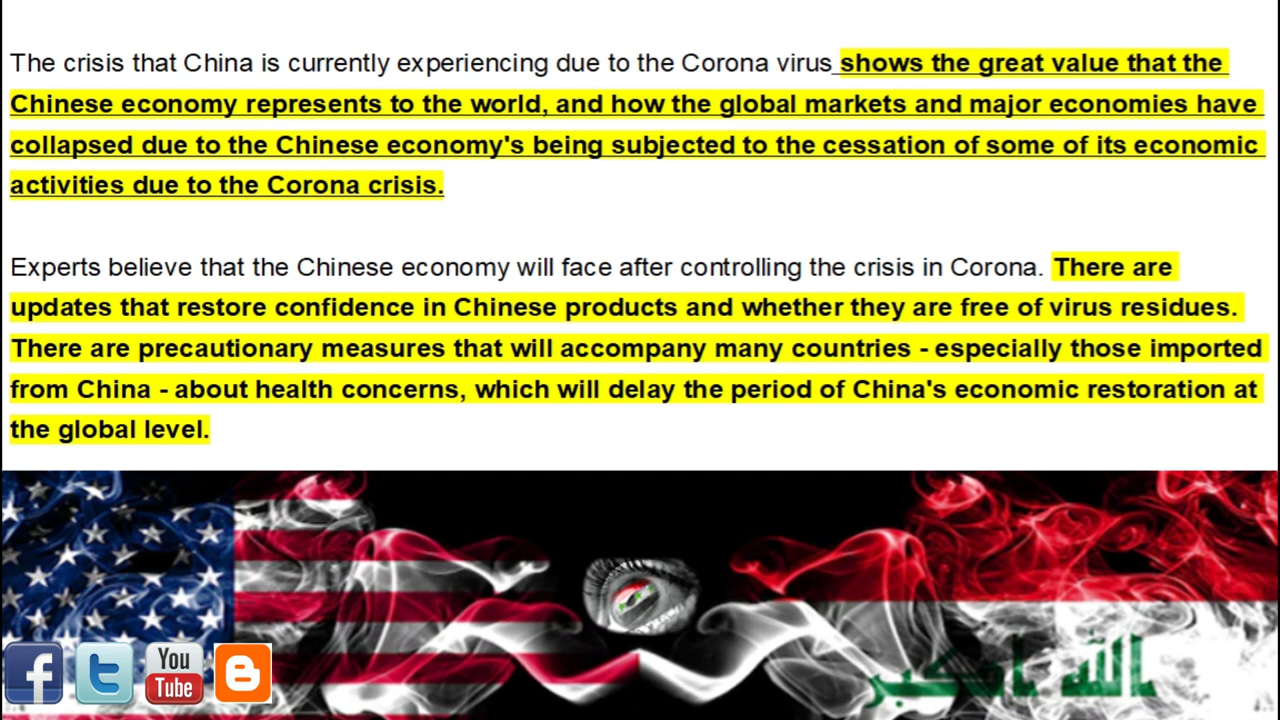 The crisis that China is currently experiencing due to the Corona virus shows the great value that the
Chinese economy represents to the world, and how the global markets and major economies have
collapsed due to the Chinese economy's being subjected to the cessation of some of its economic
activities due to the Corona crisis.
Experts believe that the Chinese economy will face after controlling the crisis in Corona. There are
updates that restore confidence in Chinese products and whether they are free of virus residues.
There are precautionary measures that will accompany many countries - especially those imported
from China - about health concerns, which will delay the period of China's economic restoration at
the global level.
الله اكبر
You
Tube